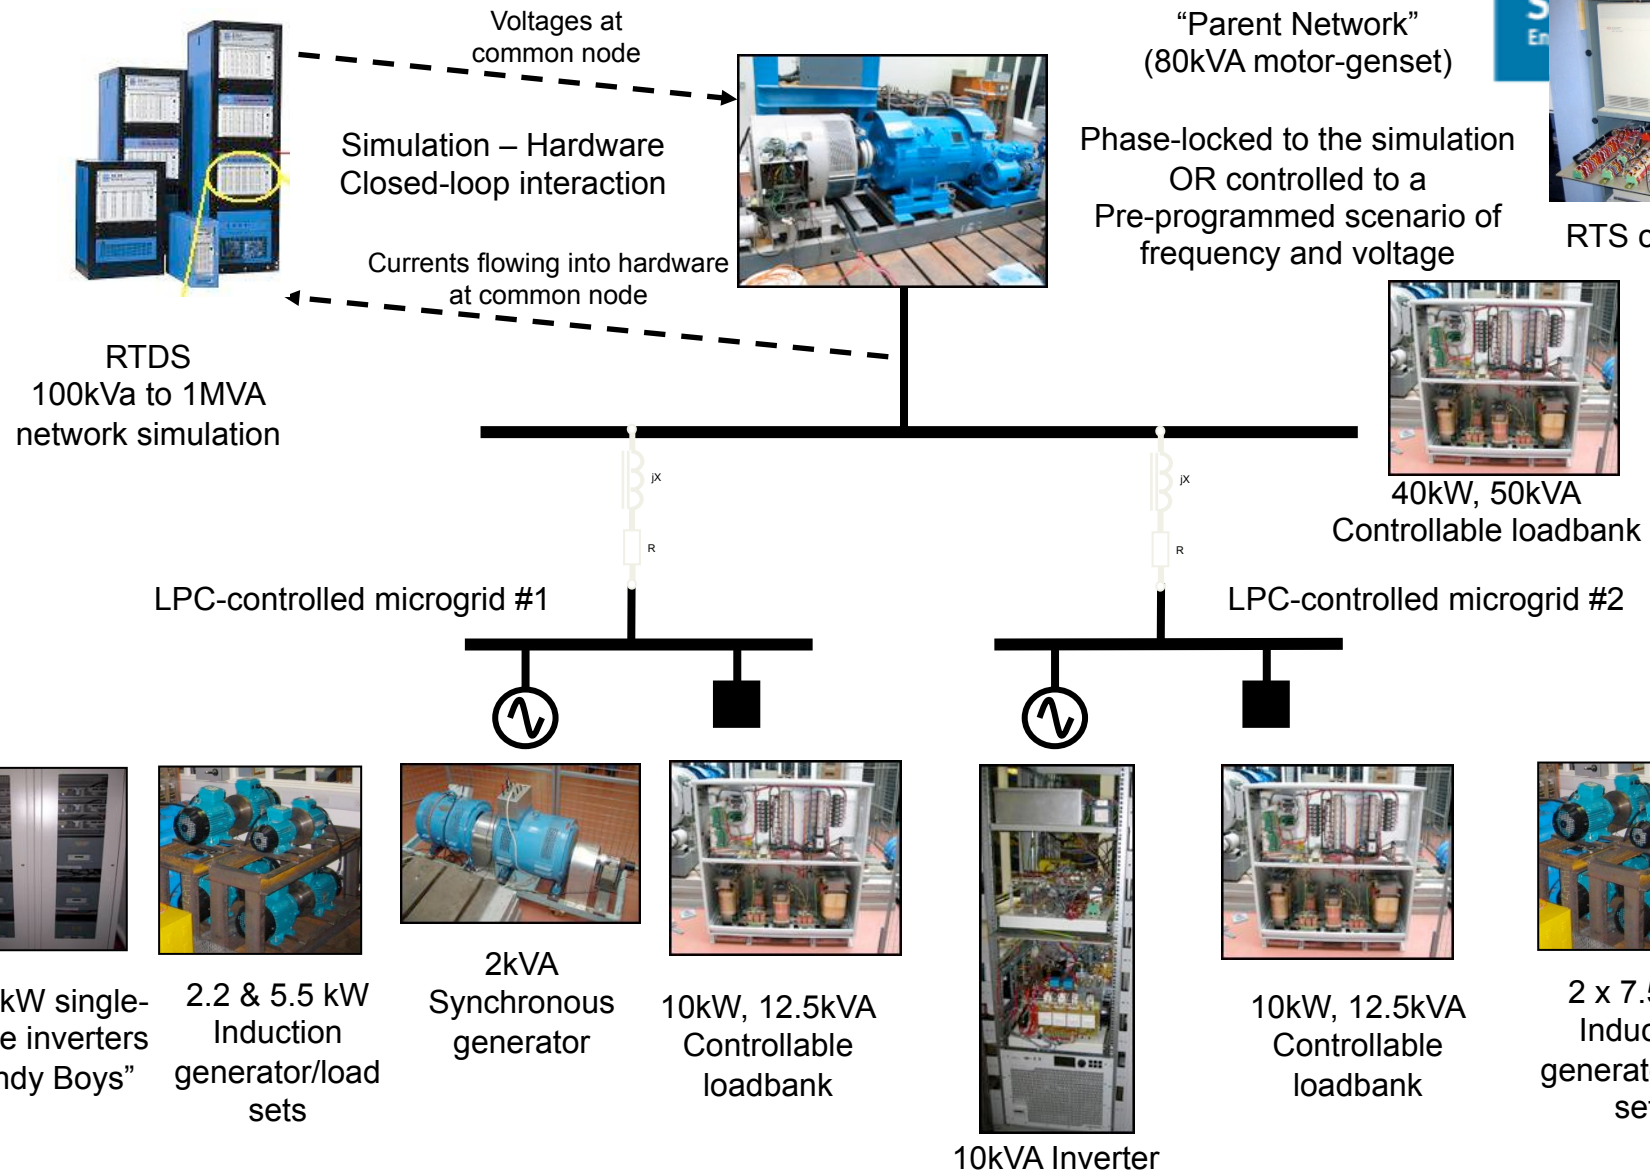 Voltages at
common node
“Parent Network”
(80kVA motor-genset)
S
En
Simulation – Hardware
Closed-loop interaction
Phase-locked to the simulation
OR controlled to a
Pre-programmed scenario of
frequency and voltage
RTS
Currents flowing into hardware
at common node
RTDS
100kVa to 1MVA
network simulation
jX
R
jX
R
40kW, 50kVA
Controllable loadbank
LPC-controlled microgrid #1
LPC-controlled microgrid #2
kW single-
e inverters
ndy Boys”
2.2 & 5.5 kW
Induction
generator/load
sets
2kVA
Synchronous
generator
10kW, 12.5kVA
Controllable
loadbank
10kVA Inverter
10kW, 12.5kVA
Controllable
loadbank
2 x 7.5
Induc
generat
se